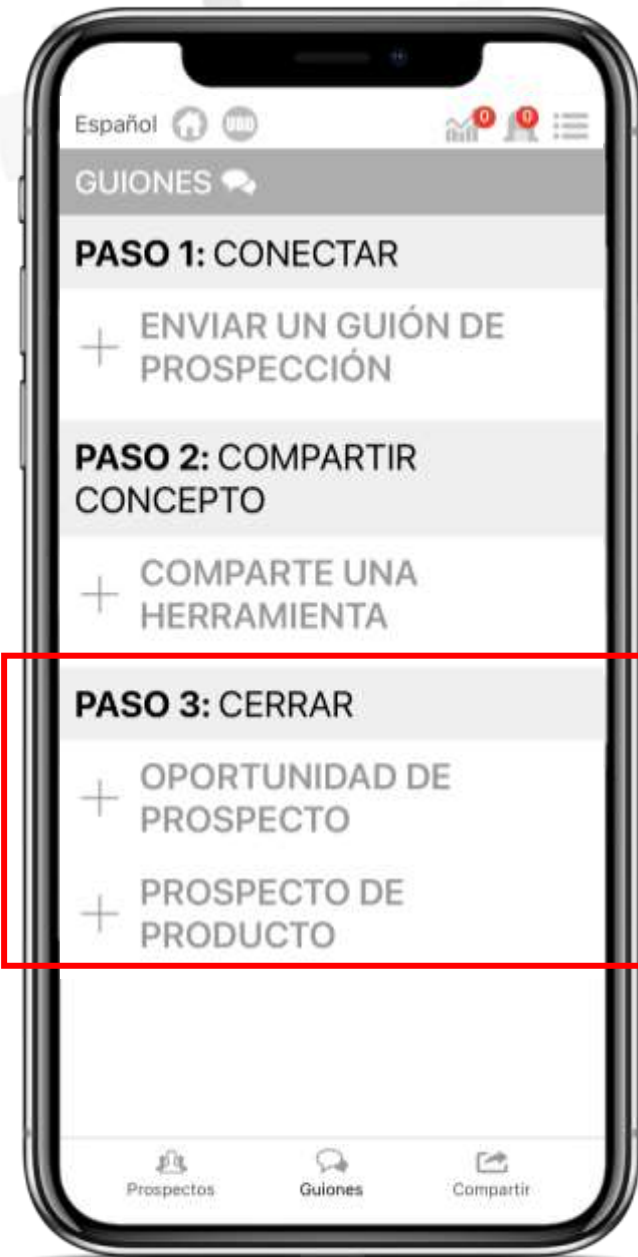 Español UBD 0 0
GUIONES
PASO 1: CONECTAR
+ ENVIAR UN GUIÓN DE
PROSPECCIÓN
PASO 2: COMPARTIR
CONCEPTO
+ COMPARTE UNA
HERRAMIENTA
PASO 3: CERRAR
+ OPORTUNIDAD DE
PROSPECTO
+ PROSPECTO DE
PRODUCTO
Prospectos Guiones Compartir